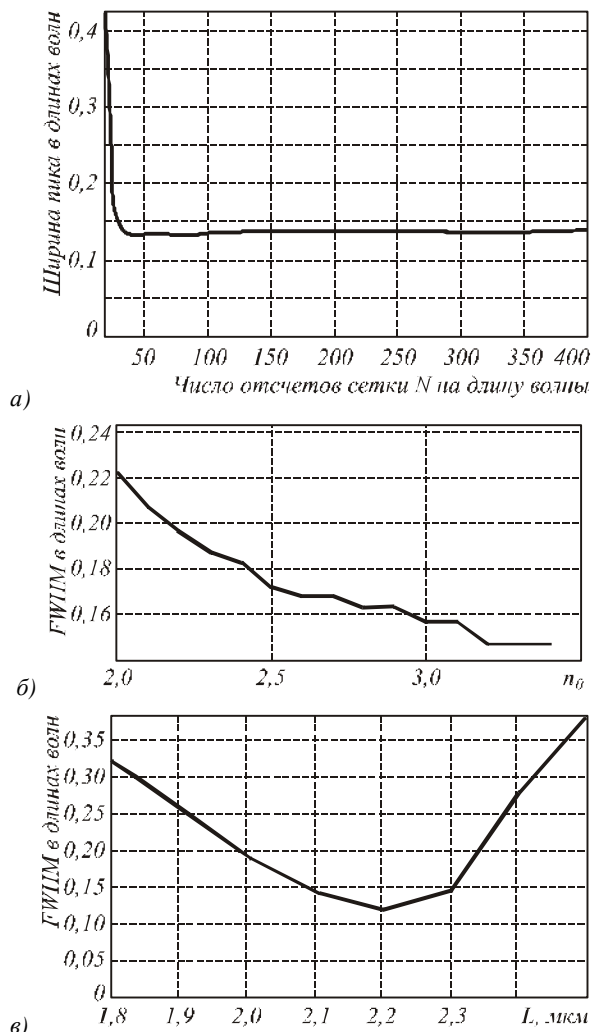 Ширина пика в длинах волн
0,4
0,3
0,2
0,1
0
50 100 150 200 250 300 350 400
Число отсчетов сетки N на длину волны
а)
FWHM в длинах волн
0,24
0,22
0,20
0,18
0,16
2,0 2,5 3,0 n₀
б)
FWHM в длинах волн
0,35
0,30
0,25
0,20
0,15
0,10
0,05
0
1,8 1,9 2,0 2,1 2,2 2,3 L, мкм
в)